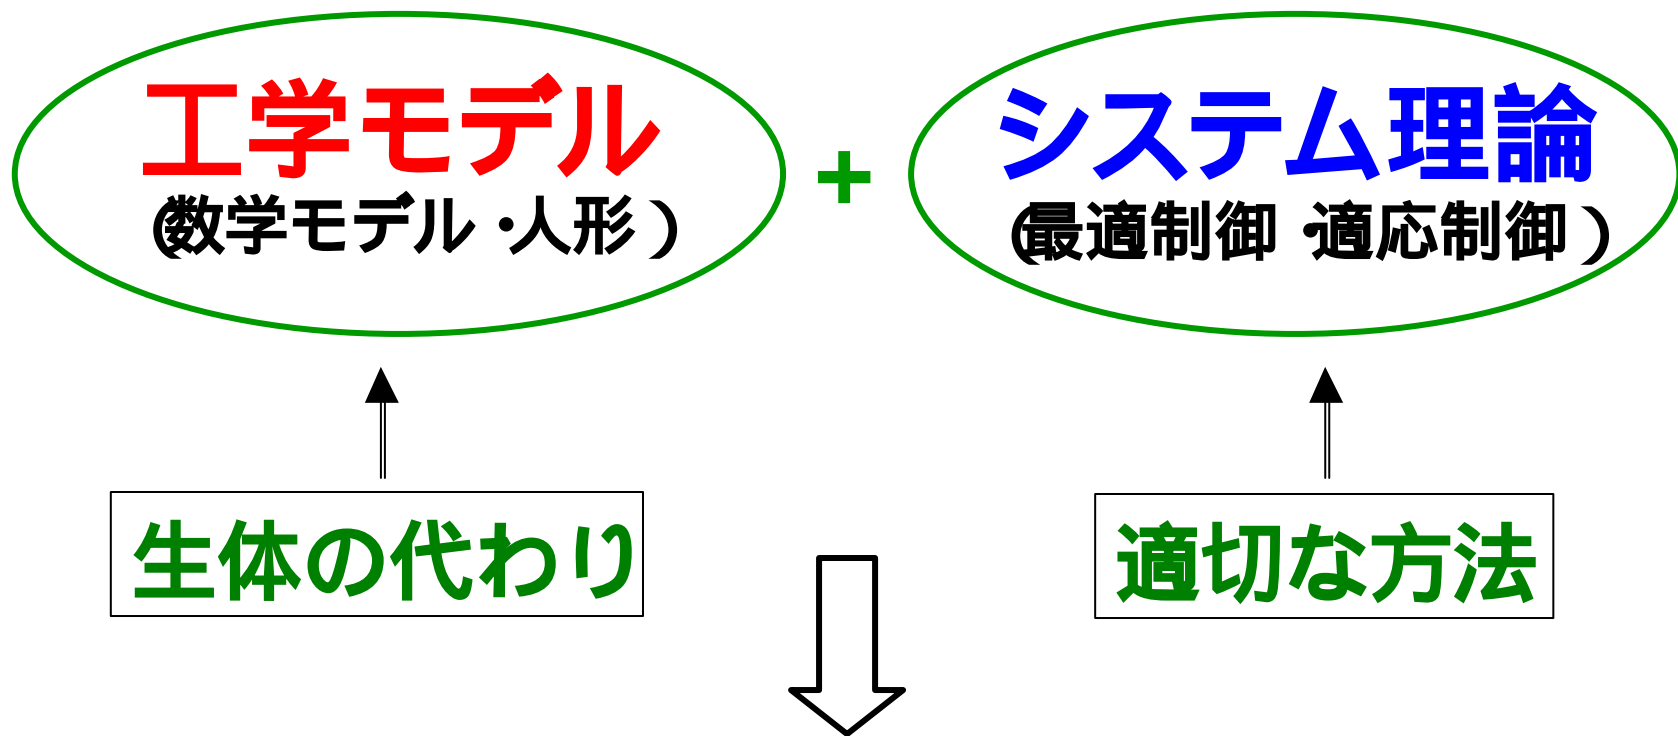 工学モデル
(数学モデル・人形)
+
システム理論
(最適制御・適応制御)
生体の代わり
適切な方法